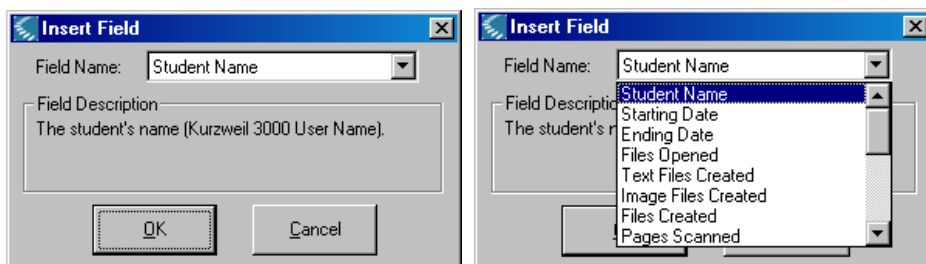 Insert Field
Field Name: Student Name
Field Description
The student's name (Kurzweil 3000 User Name).
OK Cancel
Insert Field
Field Name: Student Name
Student Name
Starting Date
Ending Date
Files Opened
Text Files Created
Image Files Created
Files Created
Pages Scanned
Field Descriptio
The student's n